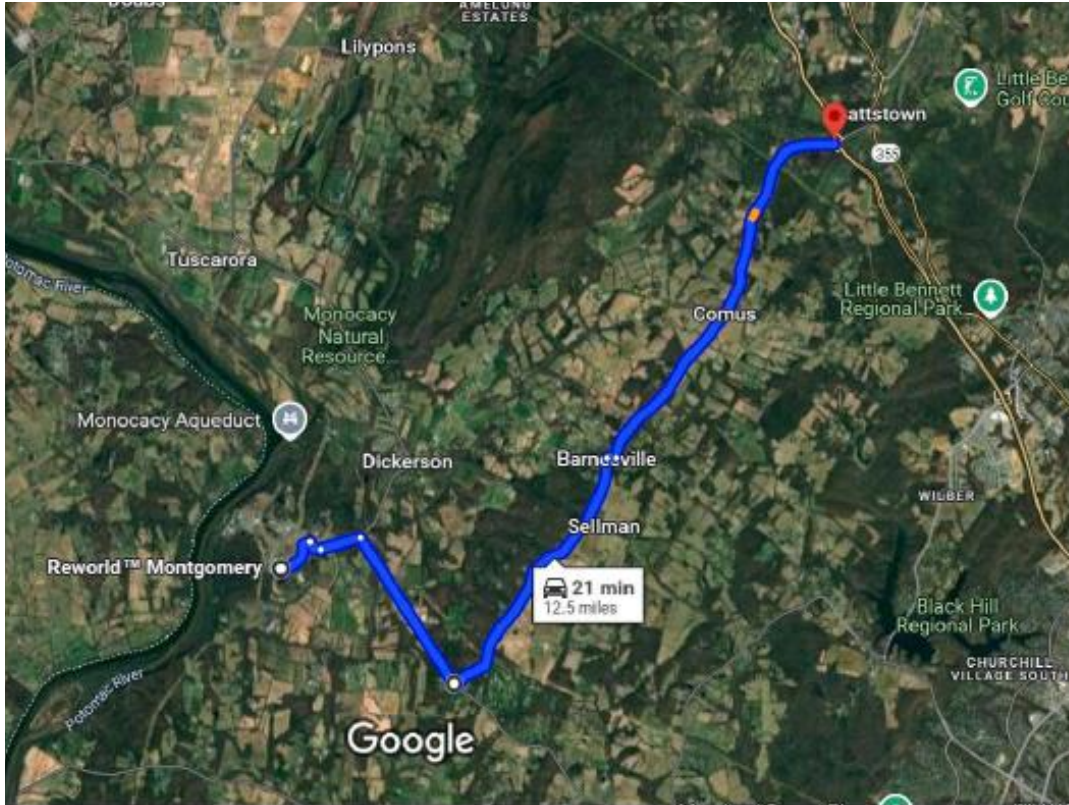 AMELUNG
ESTATES
Lilypons
Little Be
Golf Cou
attstown
355
Tuscarora
Potomac River
Monocacy
Natural
Resource...
Comus
Little Bennett
Regional Park
Monocacy Aqueduct
Dickerson
Barnesville
WILBER
Sellman
Reworld™ Montgomery
21 min
12.5 miles
Black Hill
Regional Park
CHURCHILL
VILLAGE SOUTH
Potomac River
Google